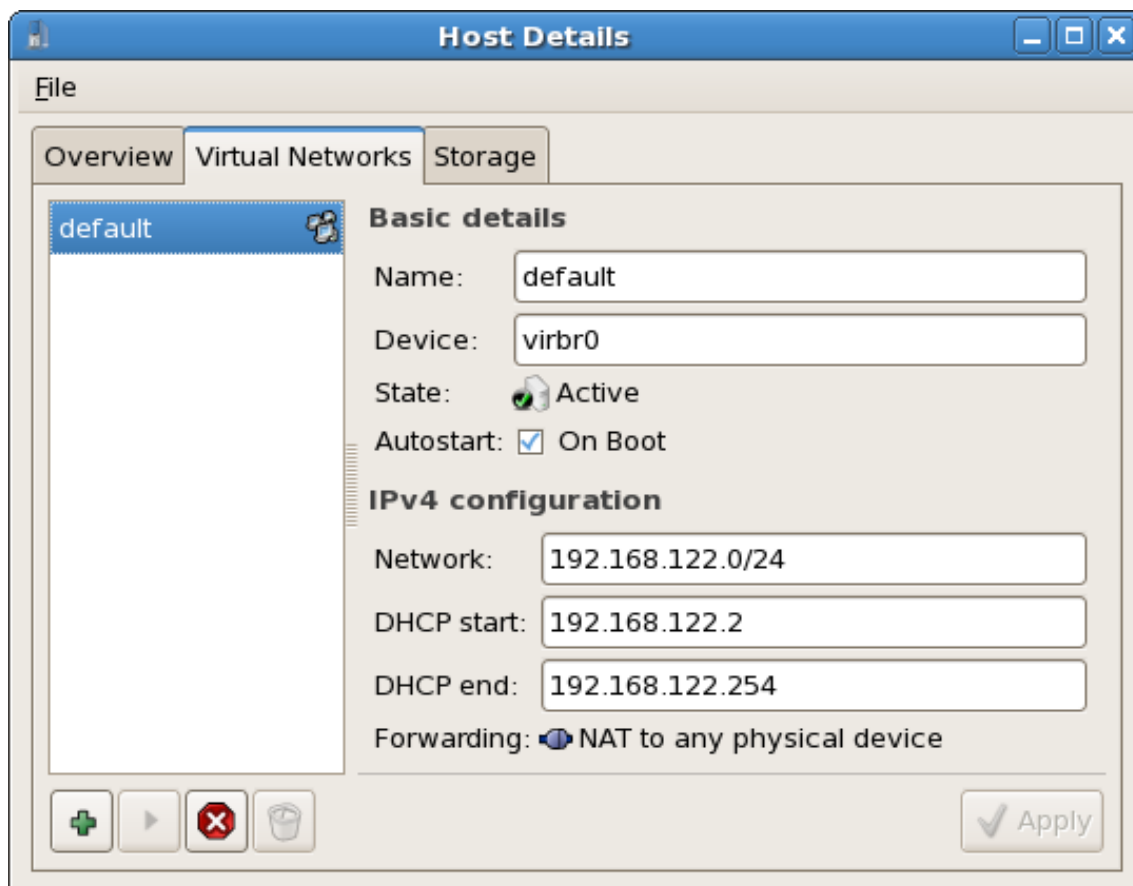 Host Details
File
Overview Virtual Networks Storage
default
Basic details
Name: default
Device: virbr0
State: Active
Autostart: On Boot
IPv4 configuration
Network: 192.168.122.0/24
DHCP start: 192.168.122.2
DHCP end: 192.168.122.254
Forwarding: NAT to any physical device
Apply